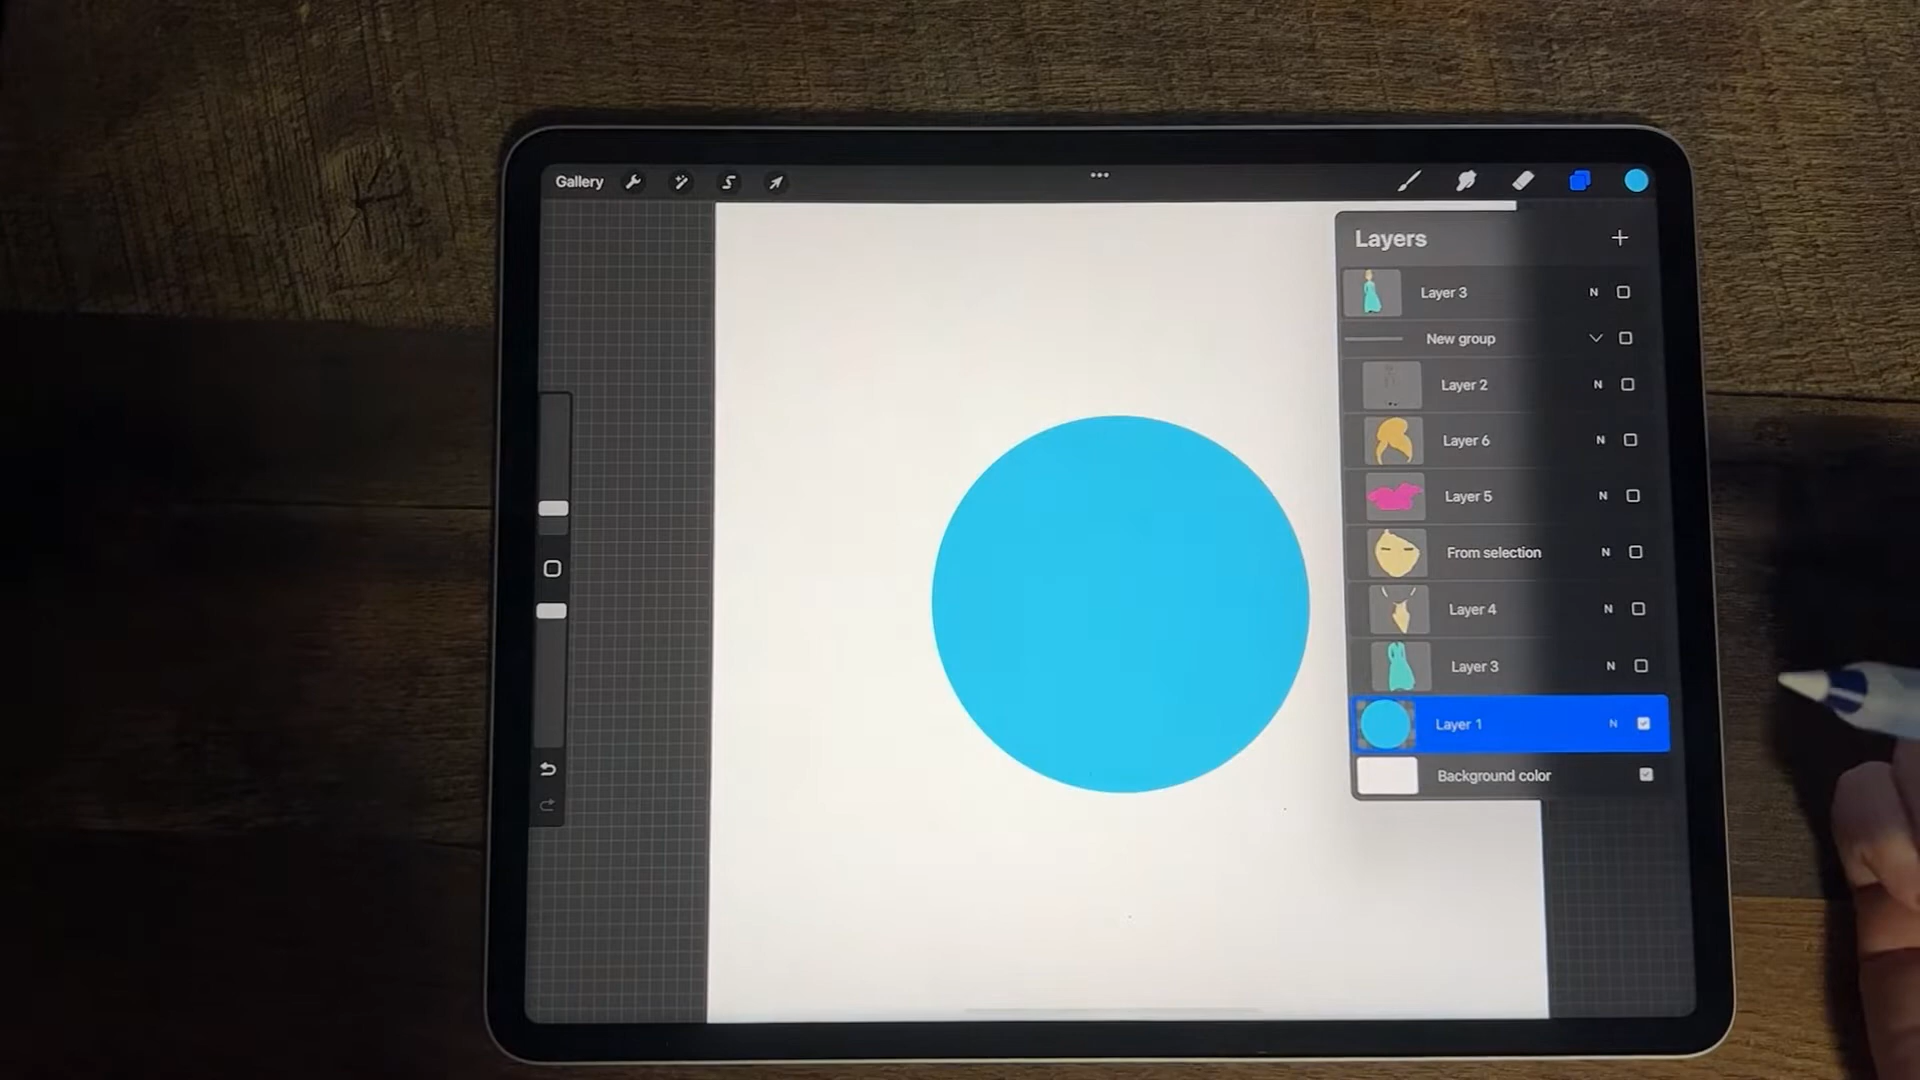 Gallery
Layers
Layer 3 N
New group
Layer 2 N
Layer 6 N
Layer 5 N
From selection N
Layer 4 N
Layer 3 N
Layer 1 N
Background color